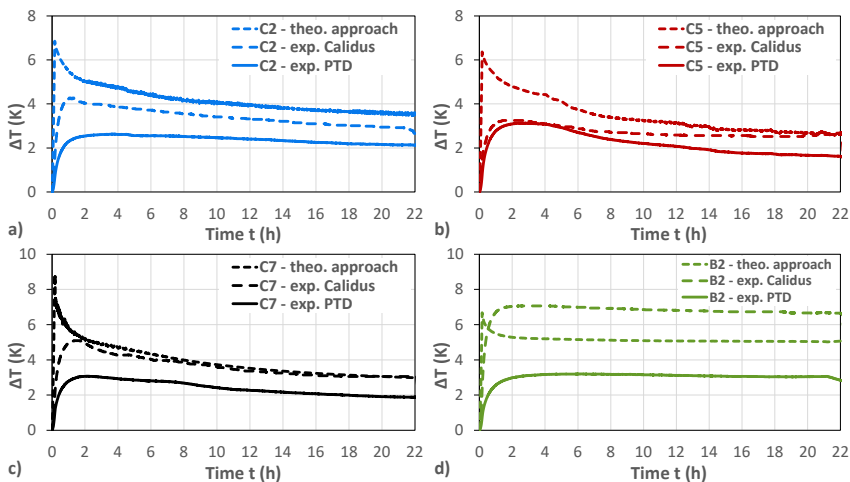 8
6
4
2
0
ΔT (K)
C2 - theo. approach
C2 - exp. Calidus
C2 - exp. PTD
0 2 4 6 8 10 12 14 16 18 20 22
a)
Time t (h)
8
6
4
2
0
ΔT (K)
C5 - theo. approach
C5 - exp. Calidus
C5 - exp. PTD
0 2 4 6 8 10 12 14 16 18 20 22
b)
Time t (h)
10
8
6
4
2
0
ΔT (K)
C7 - theo. approach
C7 - exp. Calidus
C7 - exp. PTD
0 2 4 6 8 10 12 14 16 18 20 22
c)
Time t (h)
10
8
6
4
2
0
ΔT (K)
B2 - theo. approach
B2 - exp. Calidus
B2 - exp. PTD
0 2 4 6 8 10 12 14 16 18 20 22
d)
Time t (h)